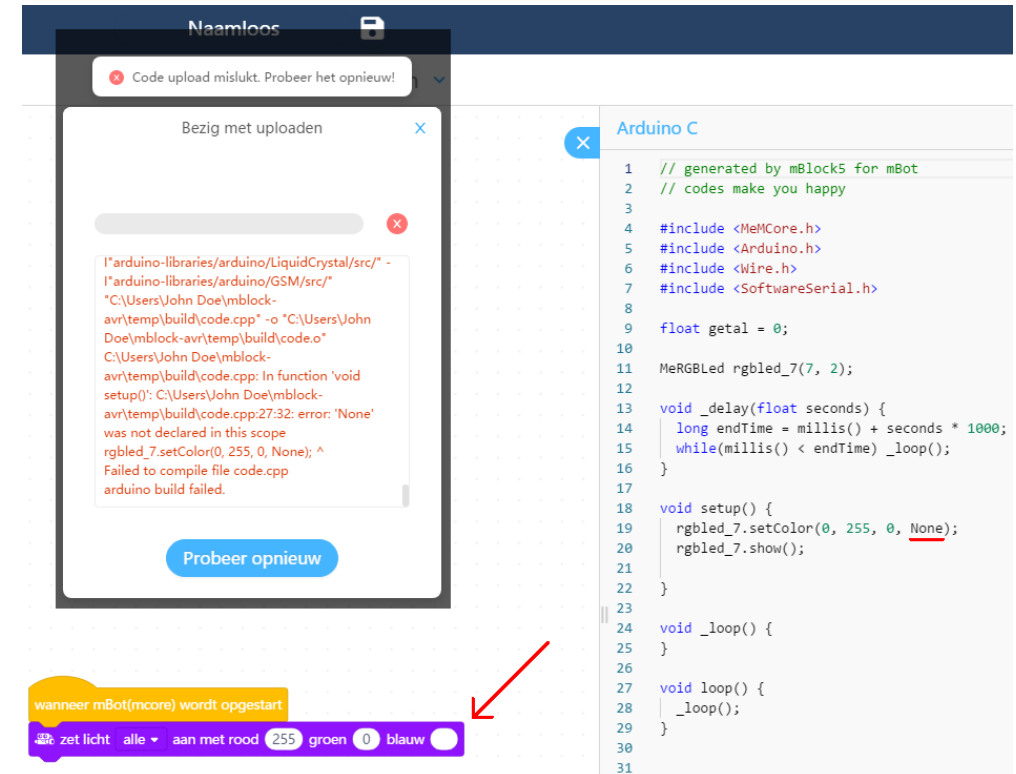 Naamloos
Code upload mislukt. Probeer het opnieuw!
Bezig met uploaden
I"arduino-libraries/arduino/LiquidCrystal/src/" -
I"arduino-libraries/arduino/GSM/src/"
"C:\Users\John Doe\mblock-
avr\temp\build\code.cpp" -o "C:\Users\John
Doe\mblock-avr\temp\build\code.o"
C:\Users\John Doe\mblock-
avr\temp\build\code.cpp: In function 'void
setup()': C:\Users\John Doe\mblock-
avr\temp\build\code.cpp:27:32: error: 'None'
was not declared in this scope
rgbled_7.setColor(0, 255, 0, None); ^
Failed to compile file code.cpp
arduino build failed.
Probeer opnieuw
wanneer mBot(mcore) wordt opgestart
zet licht alle aan met rood 255 groen 0 blauw
Arduino C
1 // generated by mBlock5 for mBot
2 // codes make you happy
3
4 #include <MeMCore.h>
5 #include <Arduino.h>
6 #include <Wire.h>
7 #include <SoftwareSerial.h>
8
9 float getal = 0;
10
11 MeRGBLed rgbled_7(7, 2);
12
13 void _delay(float seconds) {
14 long endTime = millis() + seconds * 1000;
15 while(millis() < endTime) _loop();
16 }
17
18 void setup() {
19 rgbled_7.setColor(0, 255, 0, None);
20 rgbled_7.show();
21
22 }
23
24 void _loop() {
25 }
26
27 void loop() {
28 _loop();
29 }
30
31